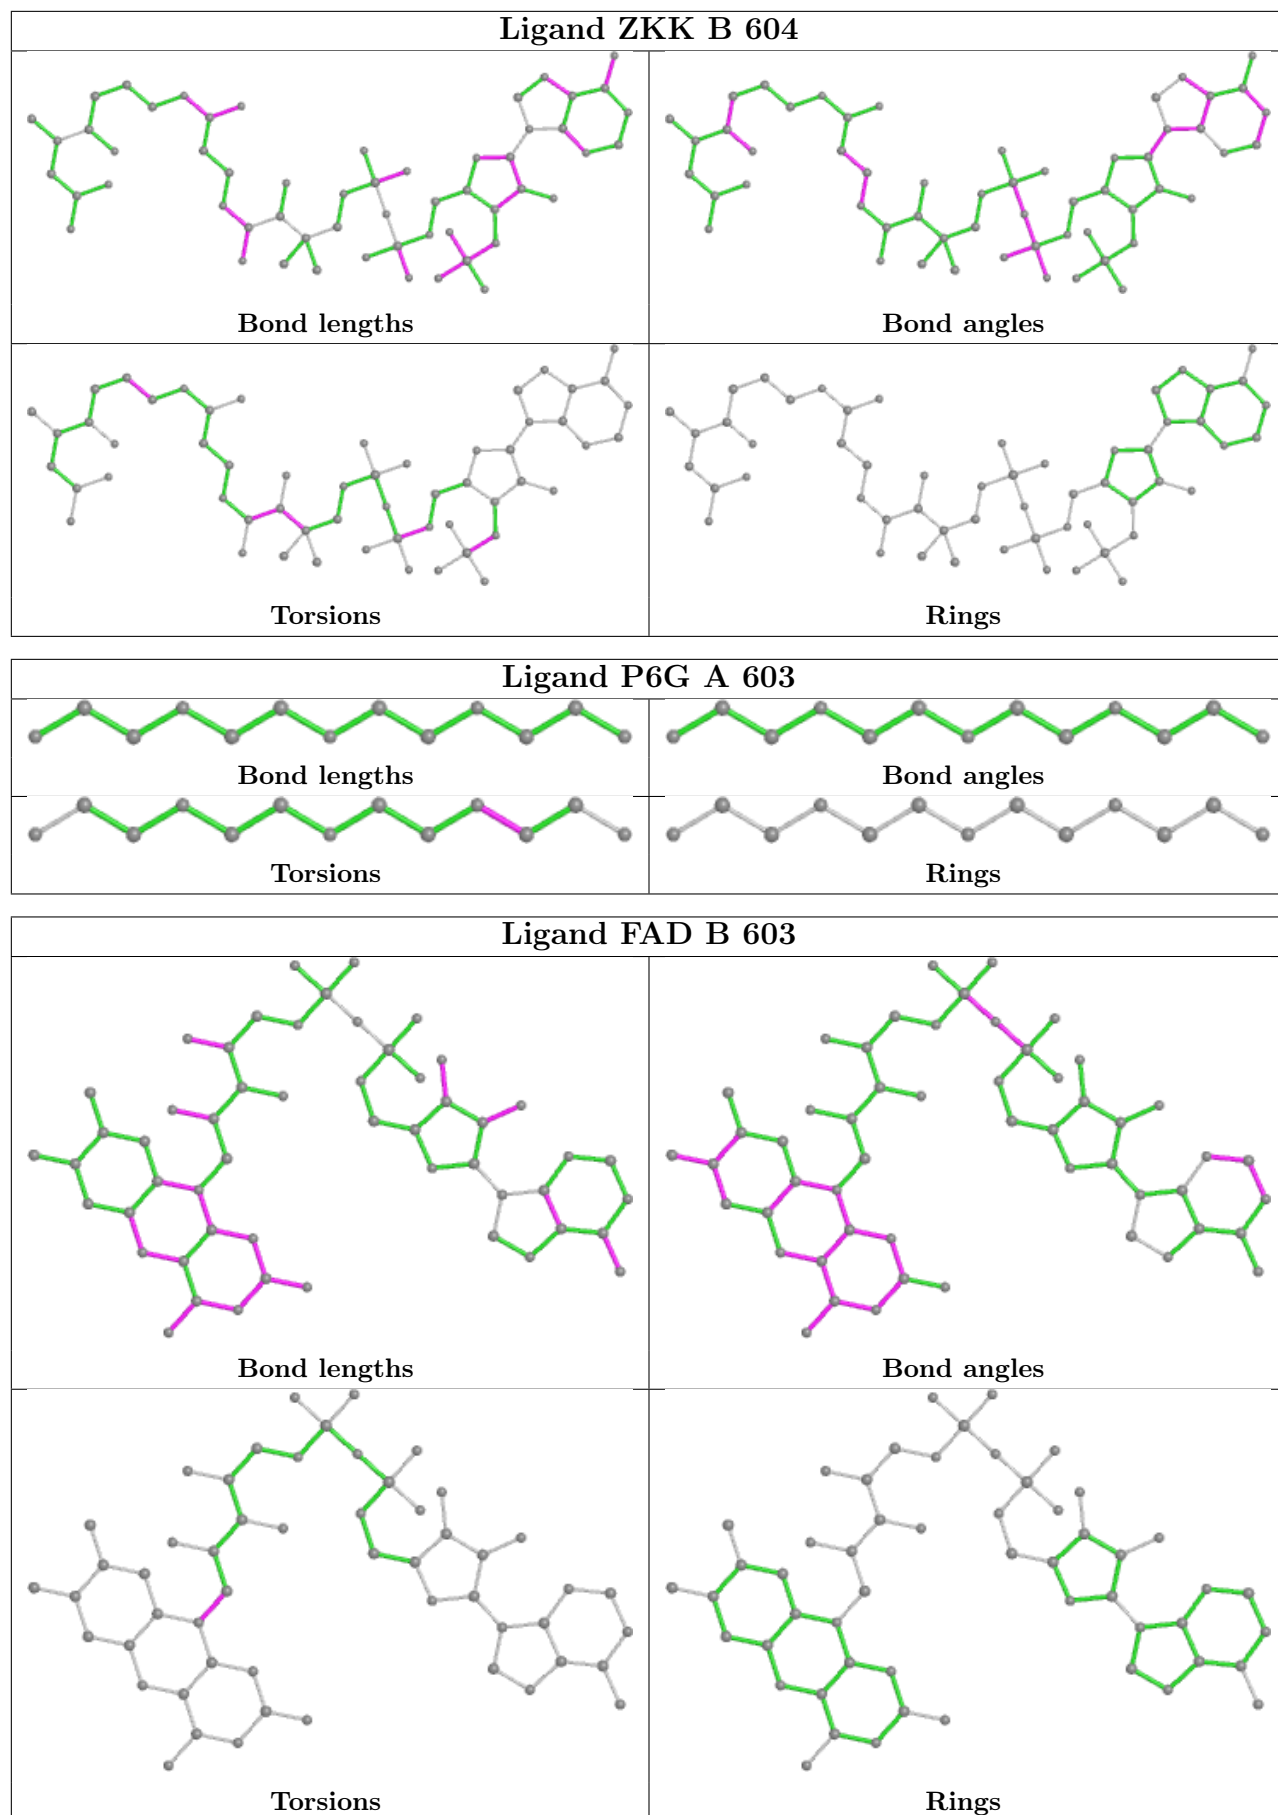 Ligand ZKK B 604
Bond lengths
Bond angles
Torsions
Rings
Ligand P6G A 603
Bond lengths
Bond angles
Torsions
Rings
Ligand FAD B 603
Bond lengths
Bond angles
Torsions
Rings